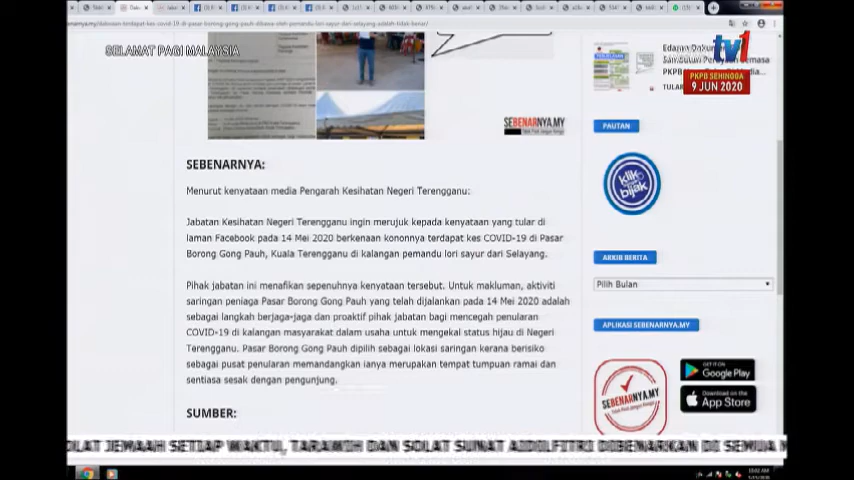 SELAMAT PAGI MALAYSIA
tv1
PKPB SEHINGGA
9 JUN 2020
SEBENARNYA.MY
PAUTAN
klik
bijak
SEBENARNYA:
Menurut kenyataan media Pengarah Kesihatan Negeri Terengganu:
Jabatan Kesihatan Negeri Terengganu ingin merujuk kepada kenyataan yang tular di
laman Facebook pada 14 Mei 2020 berkenaan kononnya terdapat kes COVID-19 di Pasar
Borong Gong Pauh, Kuala Terengganu di kalangan pemandu lori sayur dari Selayang.
Pihak jabatan ini menafikan sepenuhnya kenyataan tersebut. Untuk makluman, aktiviti
saringan peniaga Pasar Borong Gong Pauh yang telah dijalankan pada 14 Mei 2020 adalah
sebagai langkah berjaga-jaga dan proaktif pihak jabatan bagi mencegah penularan
COVID-19 di kalangan masyarakat dalam usaha untuk mengekal status hijau di Negeri
Terengganu. Pasar Borong Gong Pauh dipilih sebagai lokasi saringan kerana berisiko
sebagai pusat penularan memandangkan ianya merupakan tempat tumpuan ramai dan
sentiasa sesak dengan pengunjung.
SUMBER:
ARKIB BERITA
Pilih Bulan
APLIKASI SEBENARNYA.MY
SEBENARNYA.MY
GET IT ON
Google Play
Download on the
App Store
SETIAP WAKTU, TARAWIH DAN SOLAT SUNAT AIDILFITRI DIBENARKAN DI SEMUA